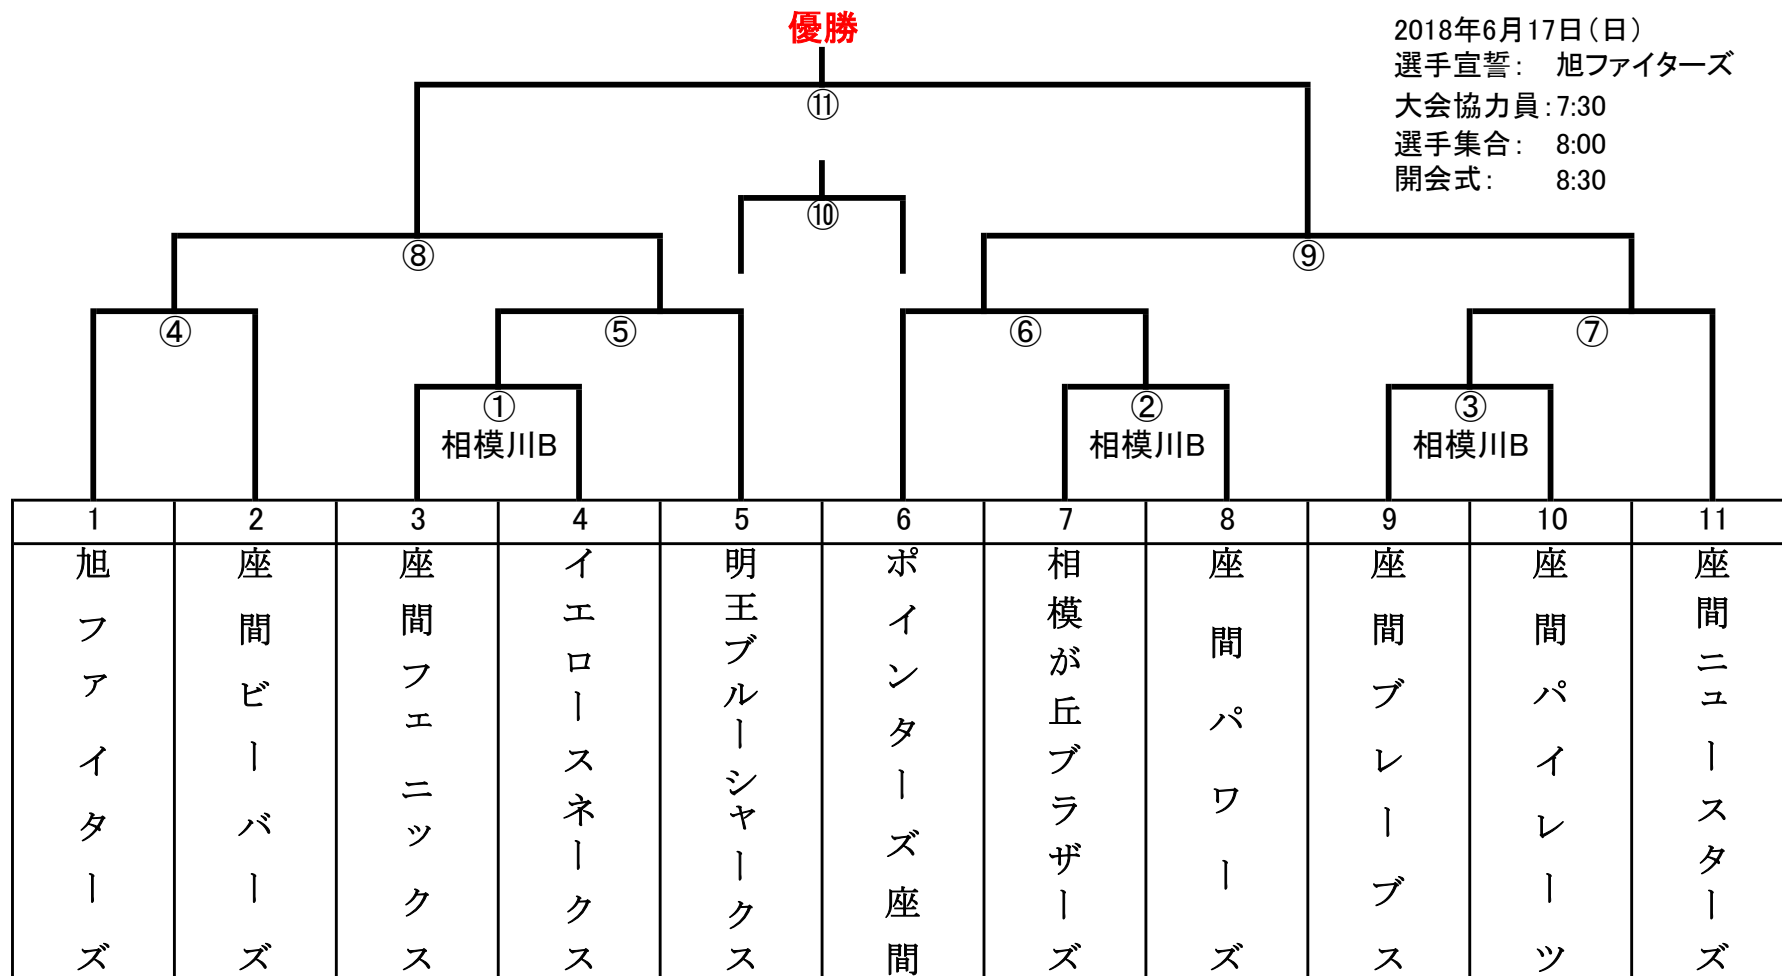 優勝
2018年6月17日(日)
選手宣誓: 旭ファイターズ
大会協力員:7:30
選手集合: 8:00
開会式: 8:30
⑪
⑩
⑧
⑨
④
⑤
⑥
⑦
①
相模川B
②
相模川B
③
相模川B
1 2 3 4 5 6 7 8 9 10 11
旭ファイターズ
座間ビーバーズ
座間フェニックス
イエロースネークス
明王ブルーシャークス
ポインターズ座間
相模が丘ブラザーズ
座間パワーズ
座間ブレーブス
座間パイレーツ
座間ニュースターズ